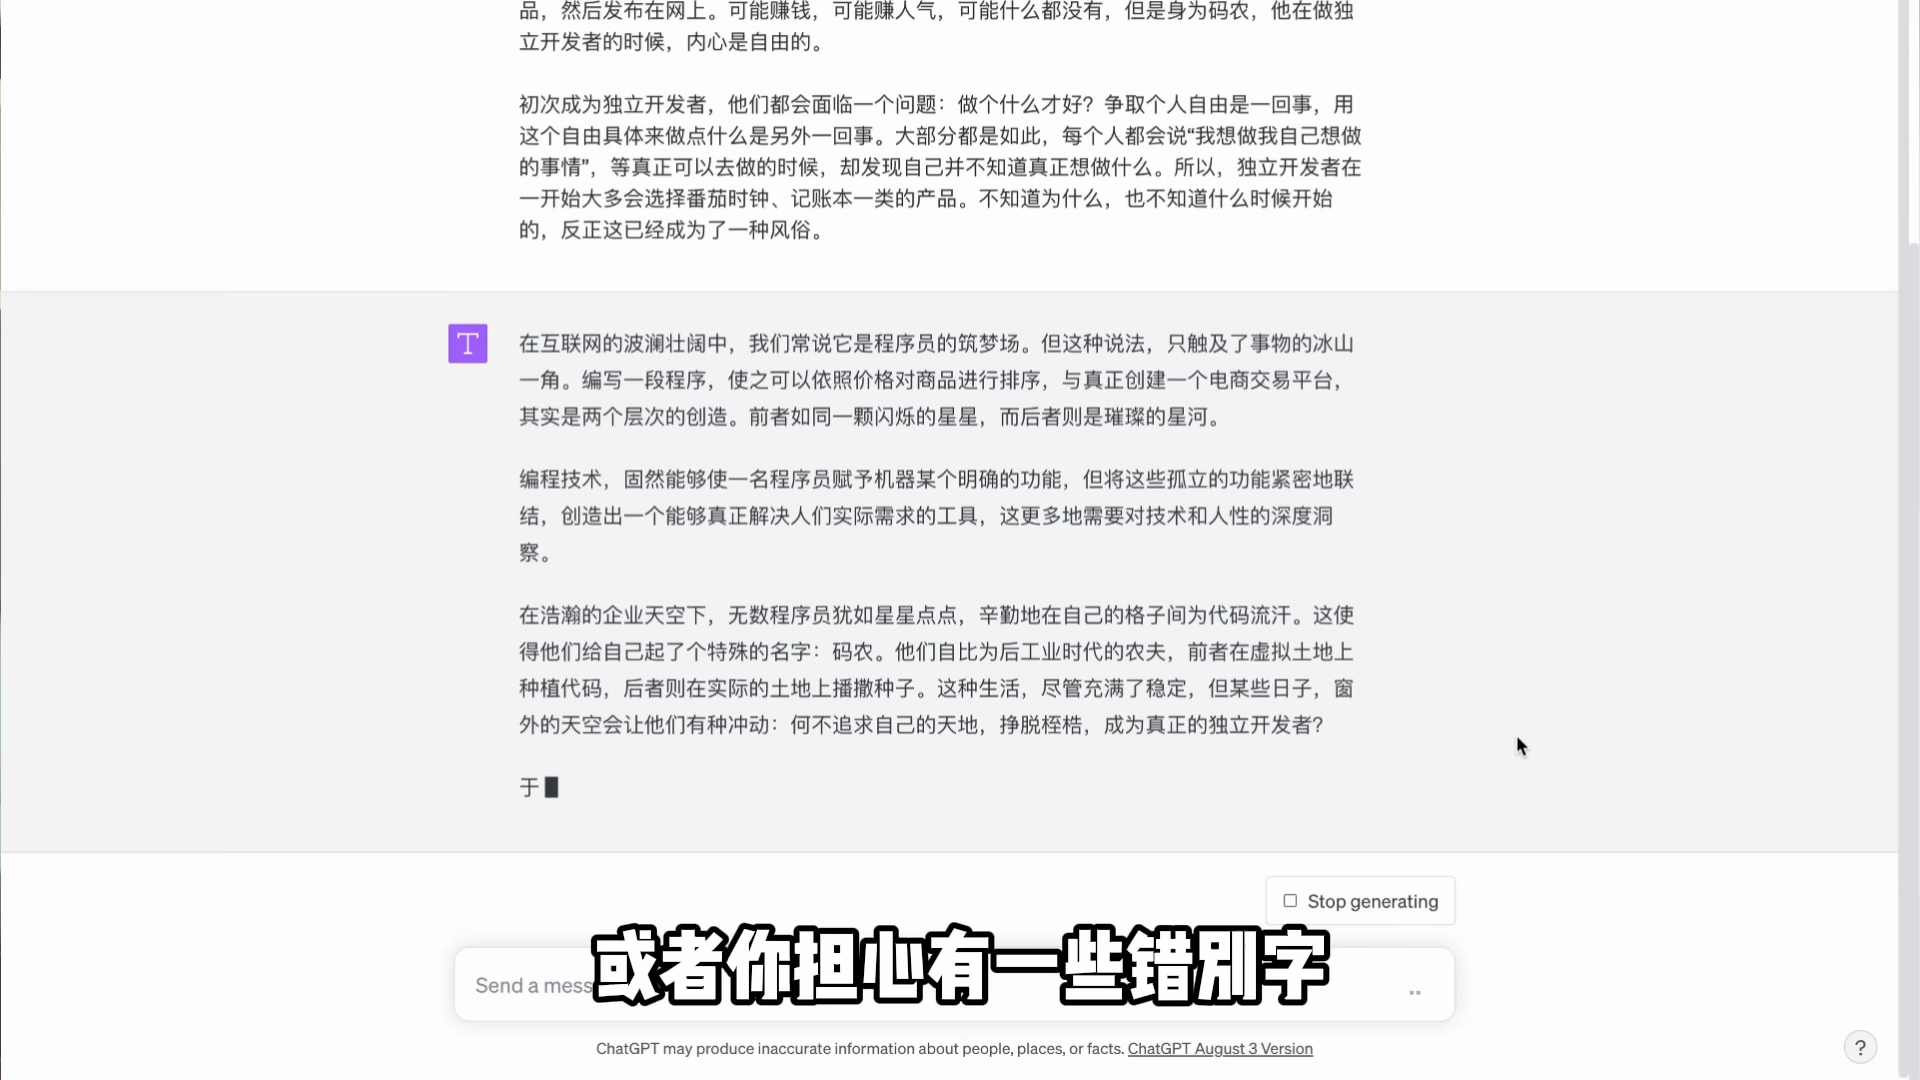 品，然后发布在网上。可能赚钱，可能赚人气，可能什么都没有，但是身为码农，他在做独
立开发者的时候，内心是自由的。
初次成为独立开发者，他们都会面临一个问题：做个什么才好？争取个人自由是一回事，用
这个自由具体来做点什么是另外一回事。大部分都是如此，每个人都会说“我想做我自己想做
的事情”，等真正可以去做的时候，却发现自己并不知道真正想做什么。所以，独立开发者在
一开始大多会选择番茄时钟、记账本一类的产品。不知道为什么，也不知道什么时候开始
的，反正这已经成为了一种风俗。
T
在互联网的波澜壮阔中，我们常说它是程序员的筑梦场。但这种说法，只触及了事物的冰山
一角。编写一段程序，使之可以依照价格对商品进行排序，与真正创建一个电商交易平台，
其实是两个层次的创造。前者如同一颗闪烁的星星，而后者则是璀璨的星河。
编程技术，固然能够使一名程序员赋予机器某个明确的功能，但将这些孤立的功能紧密地联
结，创造出一个能够真正解决人们实际需求的工具，这更多地需要对技术和人性的深度洞
察。
在浩瀚的企业天空下，无数程序员犹如星星点点，辛勤地在自己的格子间为代码流汗。这使
得他们给自己起了个特殊的名字：码农。他们自比为后工业时代的农夫，前者在虚拟土地上
种植代码，后者则在实际的土地上播撒种子。这种生活，尽管充满了稳定，但某些日子，窗
外的天空会让他们有种冲动：何不追求自己的天地，挣脱桎梏，成为真正的独立开发者？
于
Stop generating
Send a mess
或者你担心有一些错别字
ChatGPT may produce inaccurate information about people, places, or facts. ChatGPT August 3 Version
?